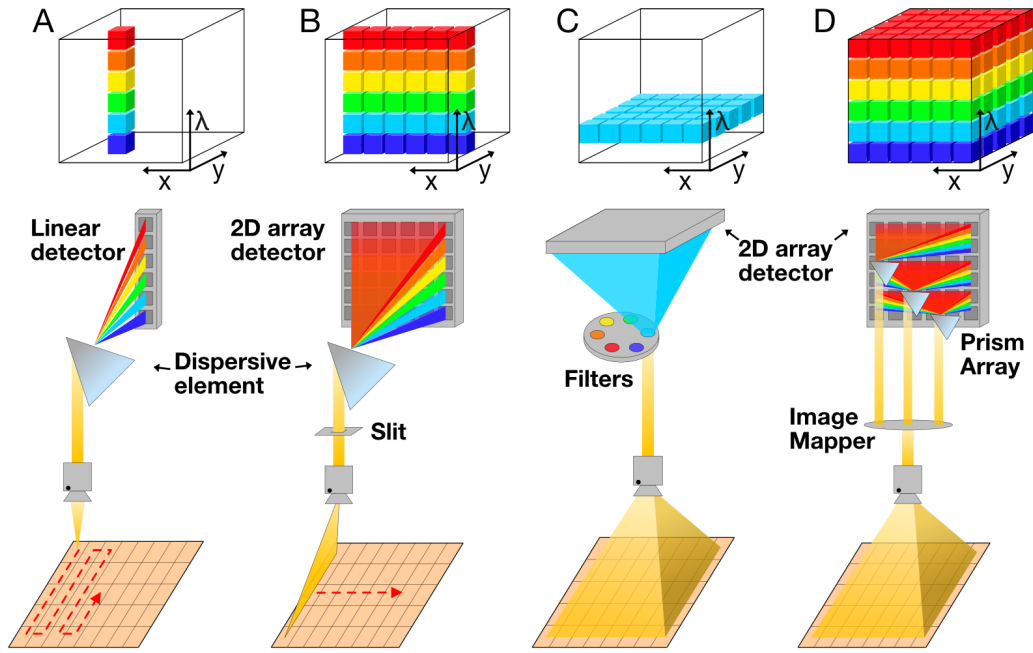 A
B
C
D
λ
x
y
λ
x
y
λ
x
y
λ
x
y
Linear
detector
2D array
detector
2D array
detector
Dispersive
element
Slit
Filters
Prism
Array
Image
Mapper